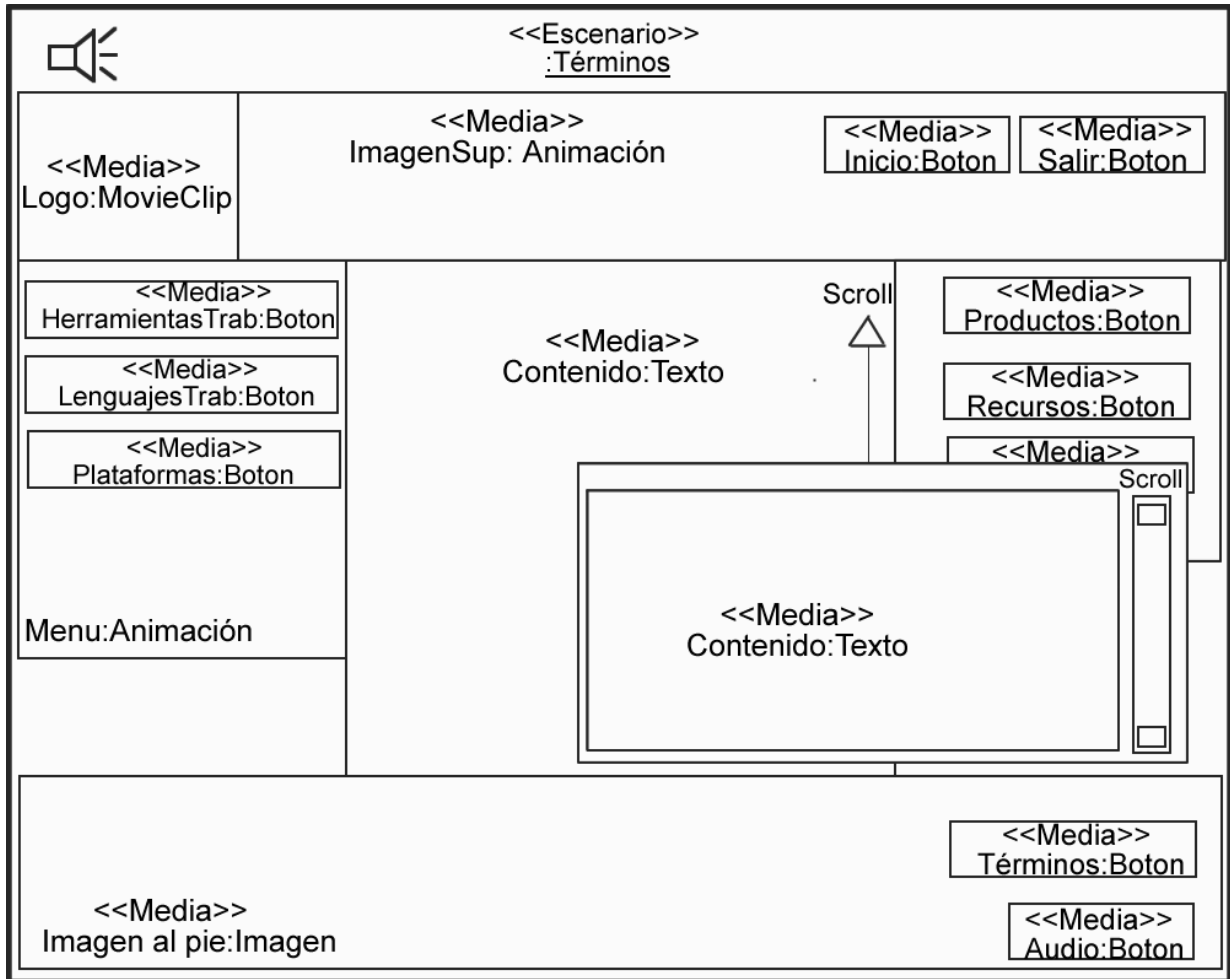 <<Escenario>>
:Términos
<<Media>>
Logo:MovieClip
<<Media>>
ImagenSup: Animación
<<Media>>
Inicio:Boton
<<Media>>
Salir:Boton
<<Media>>
HerramientasTrab:Boton
<<Media>>
LenguajesTrab:Boton
<<Media>>
Plataformas:Boton
Menu:Animación
<<Media>>
Contenido:Texto
Scroll
<<Media>>
Productos:Boton
<<Media>>
Recursos:Boton
<<Media>>
Scroll
<<Media>>
Contenido:Texto
<<Media>>
Términos:Boton
<<Media>>
Audio:Boton
<<Media>>
Imagen al pie:Imagen